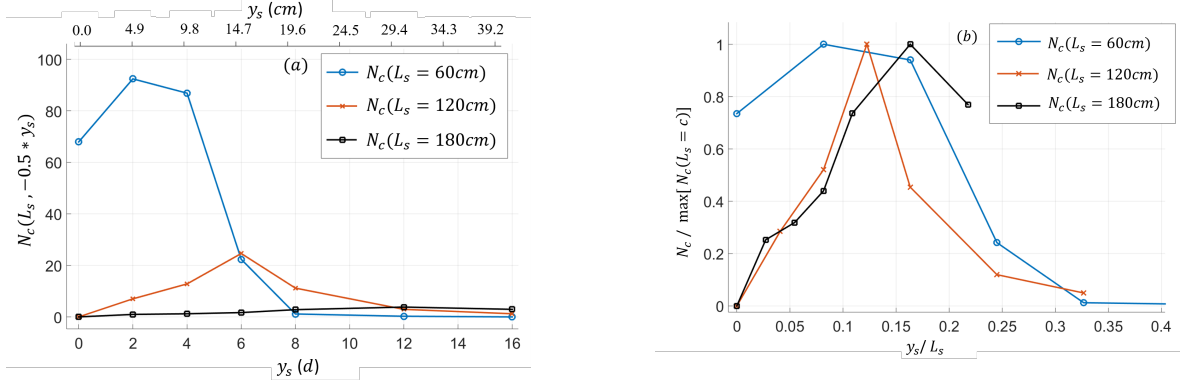 y_s (cm)
0.0 4.9 9.8 14.7 19.6 24.5 29.4 34.3 39.2
(a)
N_c(L_s = 60cm)
N_c(L_s = 120cm)
N_c(L_s = 180cm)
N_c(L_s , −0.5 * y_s)
100
80
60
40
20
0
0 2 4 6 8 10 12 14 16
y_s (d)
(b)
N_c(L_s = 60cm)
N_c(L_s = 120cm)
N_c(L_s = 180cm)
N_c / max[ N_c(L_s = c)]
1
0.8
0.6
0.4
0.2
0
0 0.05 0.1 0.15 0.2 0.25 0.3 0.35 0.4
y_s/ L_s